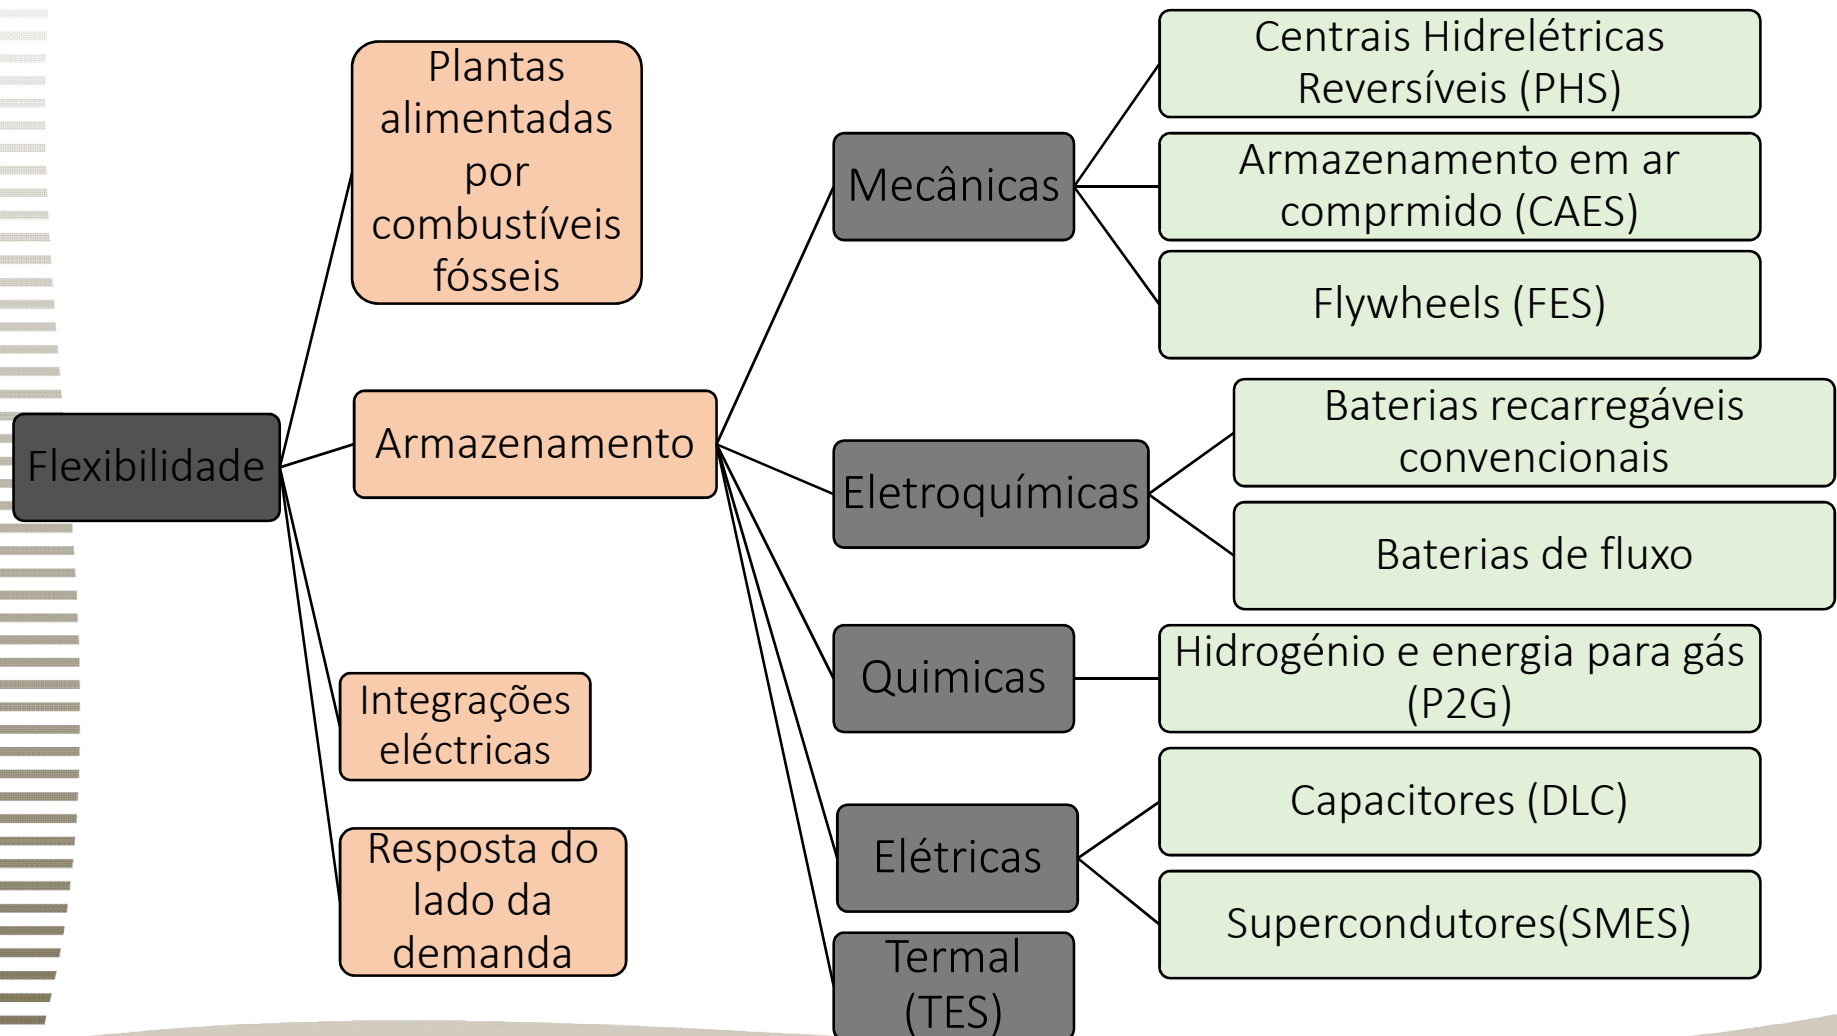 Flexibilidade
Plantas
alimentadas
por
combustíveis
fósseis
Armazenamento
Integrações
eléctricas
Resposta do
lado da
demanda
Mecânicas
Centrais Hidrelétricas
Reversíveis (PHS)
Armazenamento em ar
comprmido (CAES)
Flywheels (FES)
Eletroquímicas
Baterias recarregáveis
convencionais
Baterias de fluxo
Quimicas
Hidrogénio e energia para gás
(P2G)
Elétricas
Capacitores (DLC)
Supercondutores(SMES)
Termal
(TES)